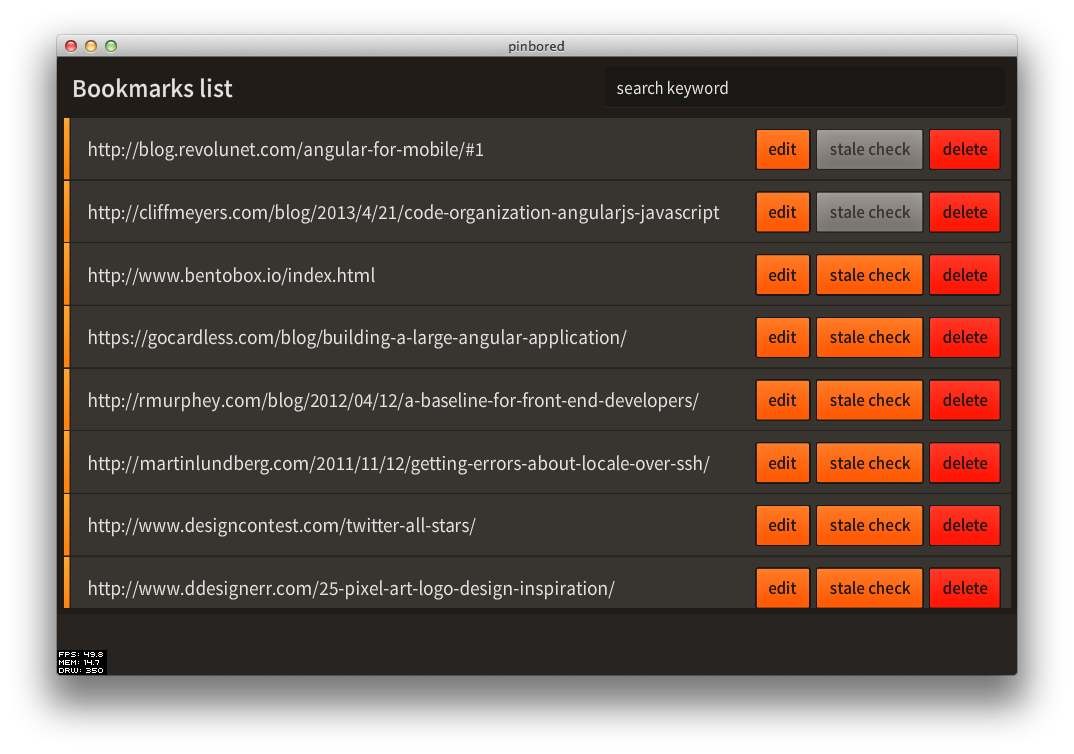 pinbored
Bookmarks list
search keyword
http://blog.revolunet.com/angular-for-mobile/#1 edit stale check delete
http://cliffmeyers.com/blog/2013/4/21/code-organization-angularjs-javascript edit stale check delete
http://www.bentobox.io/index.html edit stale check delete
https://gocardless.com/blog/building-a-large-angular-application/ edit stale check delete
http://rmurphey.com/blog/2012/04/12/a-baseline-for-front-end-developers/ edit stale check delete
http://martinlundberg.com/2011/11/12/getting-errors-about-locale-over-ssh/ edit stale check delete
http://www.designcontest.com/twitter-all-stars/ edit stale check delete
http://www.ddesignerr.com/25-pixel-art-logo-design-inspiration/ edit stale check delete
FPS: 49.8
MEM: 14.7
DRW: 350